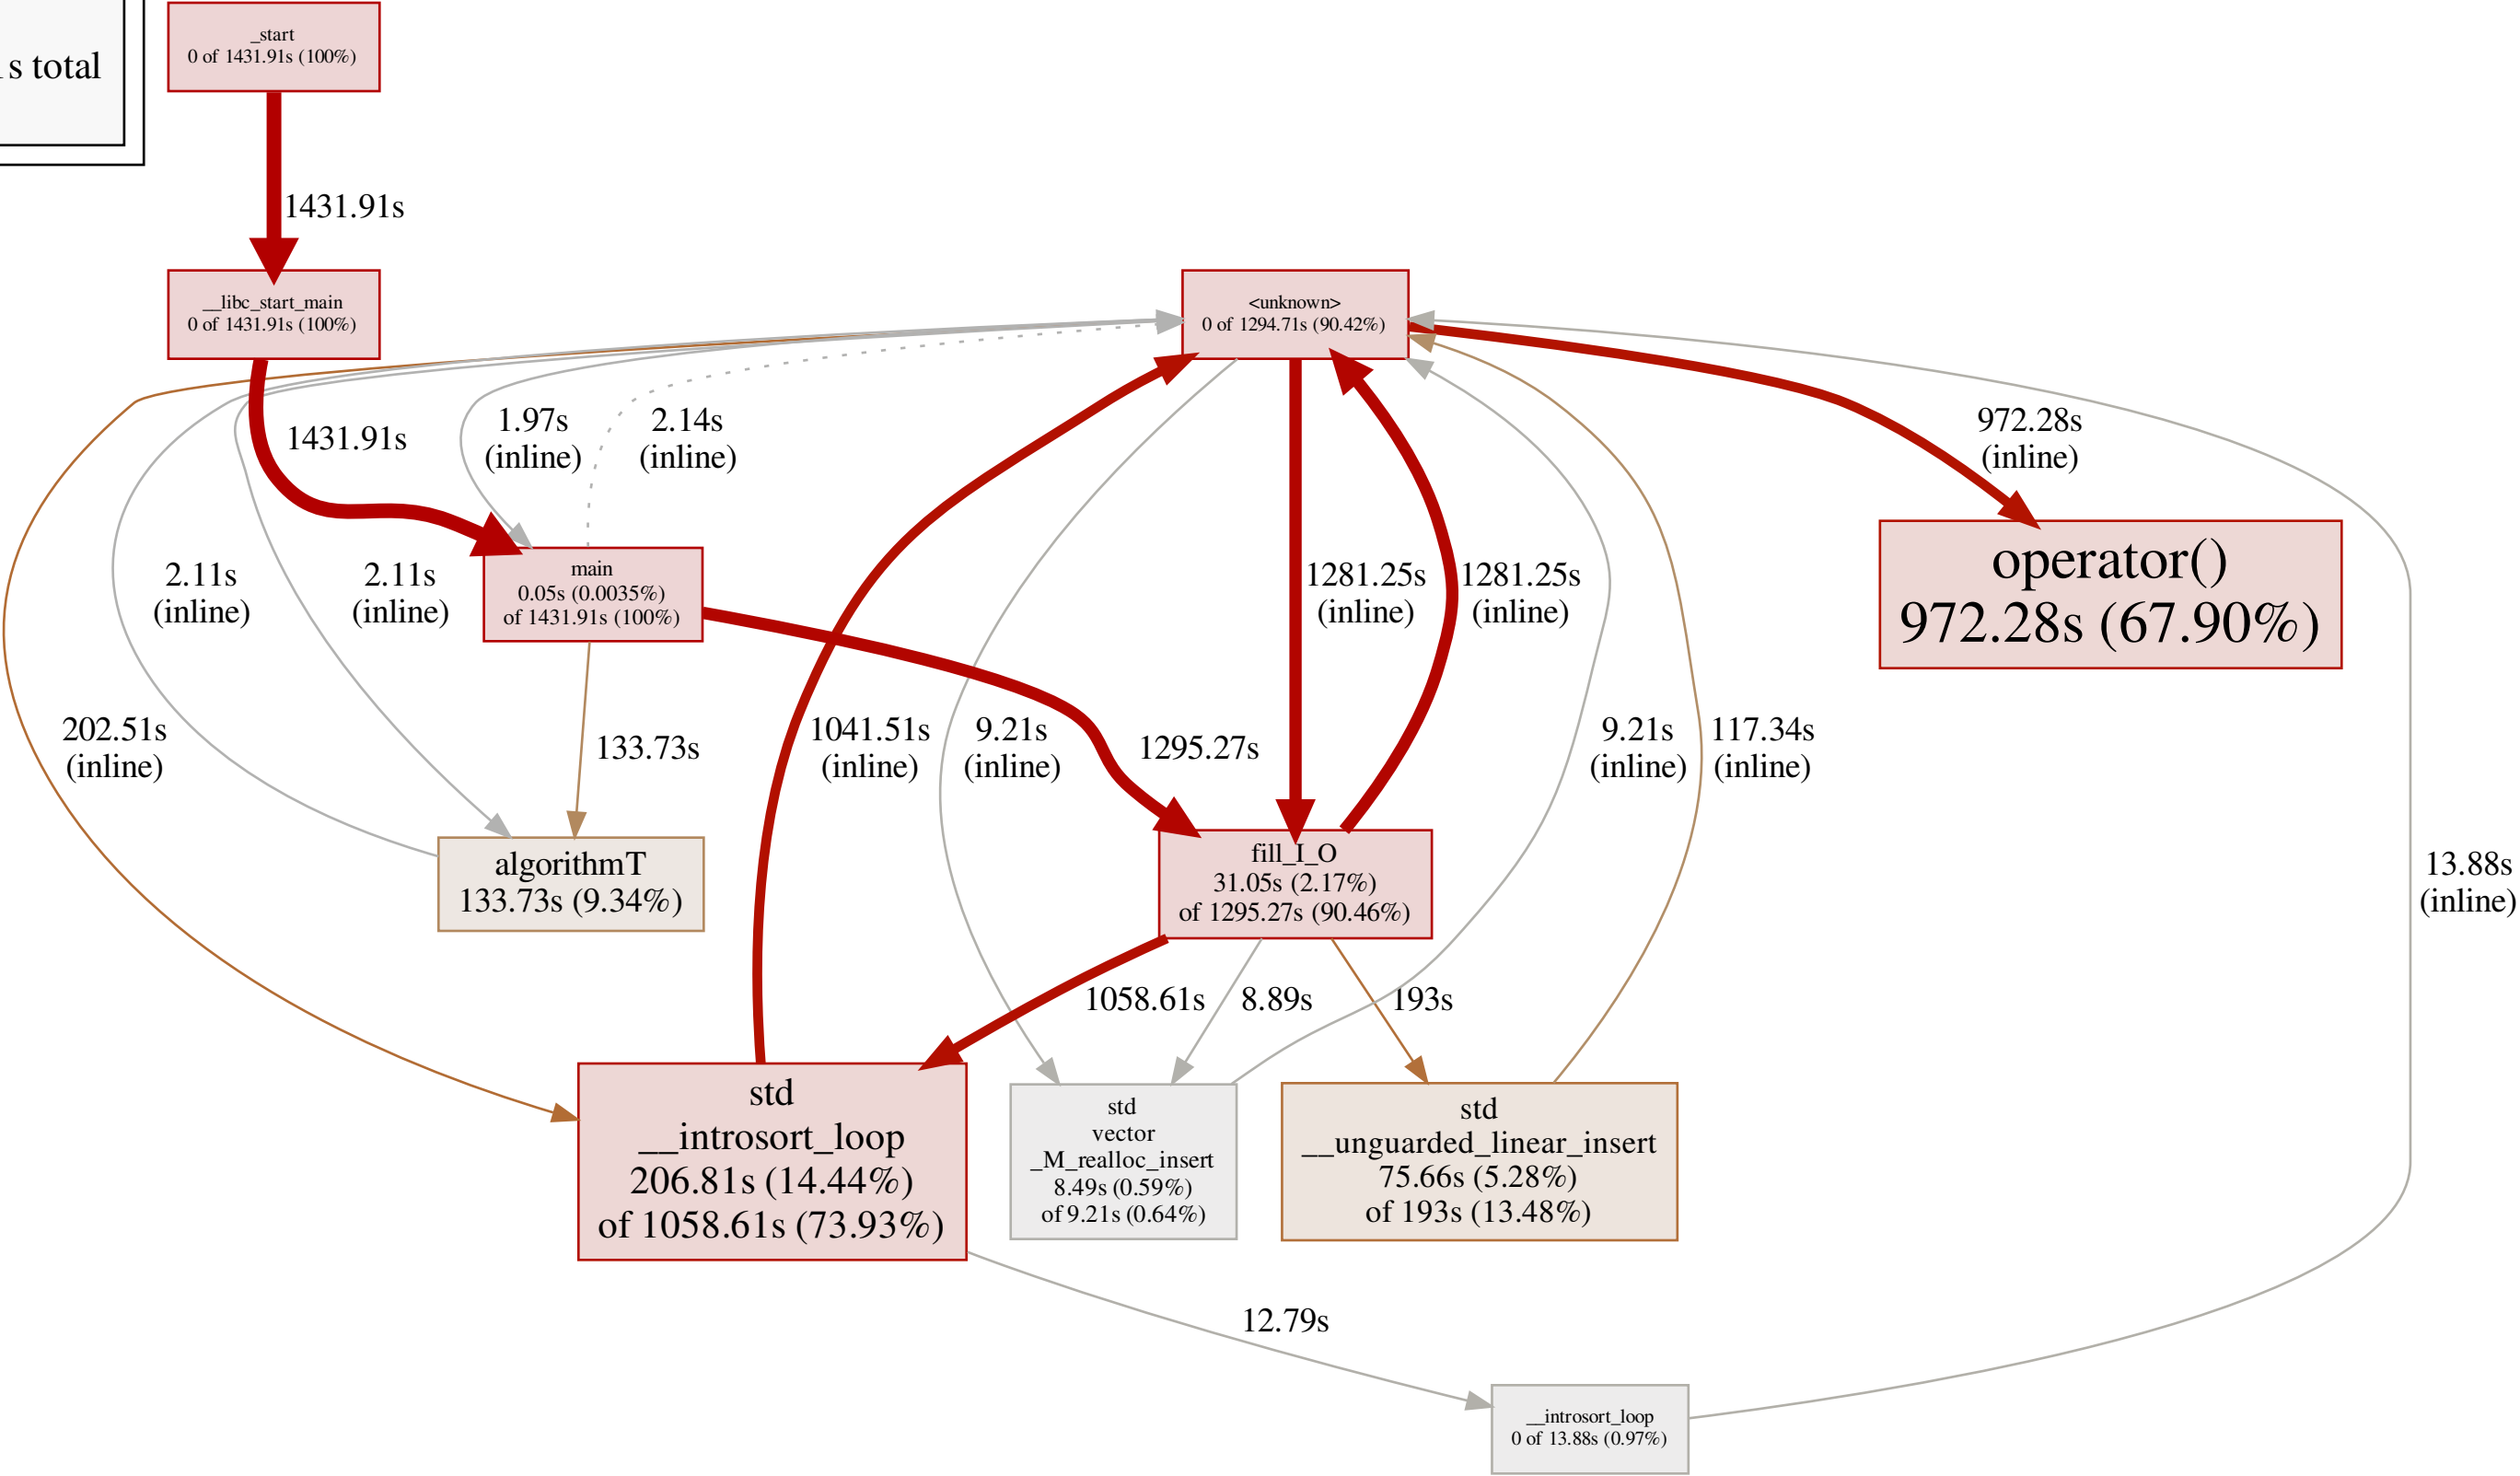 s total
_start
0 of 1431.91s (100%)
1431.91s
__libc_start_main
0 of 1431.91s (100%)
<unknown>
0 of 1294.71s (90.42%)
1431.91s
1.97s
(inline)
2.14s
(inline)
972.28s
(inline)
2.11s
(inline)
2.11s
(inline)
main
0.05s (0.0035%)
of 1431.91s (100%)
1281.25s
(inline)
1281.25s
(inline)
operator()
972.28s (67.90%)
202.51s
(inline)
133.73s
1041.51s
(inline)
9.21s
(inline)
1295.27s
9.21s
(inline)
117.34s
(inline)
algorithmT
133.73s (9.34%)
fill_I_O
31.05s (2.17%)
of 1295.27s (90.46%)
13.88s
(inline)
1058.61s
8.89s
193s
std
__introsort_loop
206.81s (14.44%)
of 1058.61s (73.93%)
std
vector
_M_realloc_insert
8.49s (0.59%)
of 9.21s (0.64%)
std
__unguarded_linear_insert
75.66s (5.28%)
of 193s (13.48%)
12.79s
__introsort_loop
0 of 13.88s (0.97%)